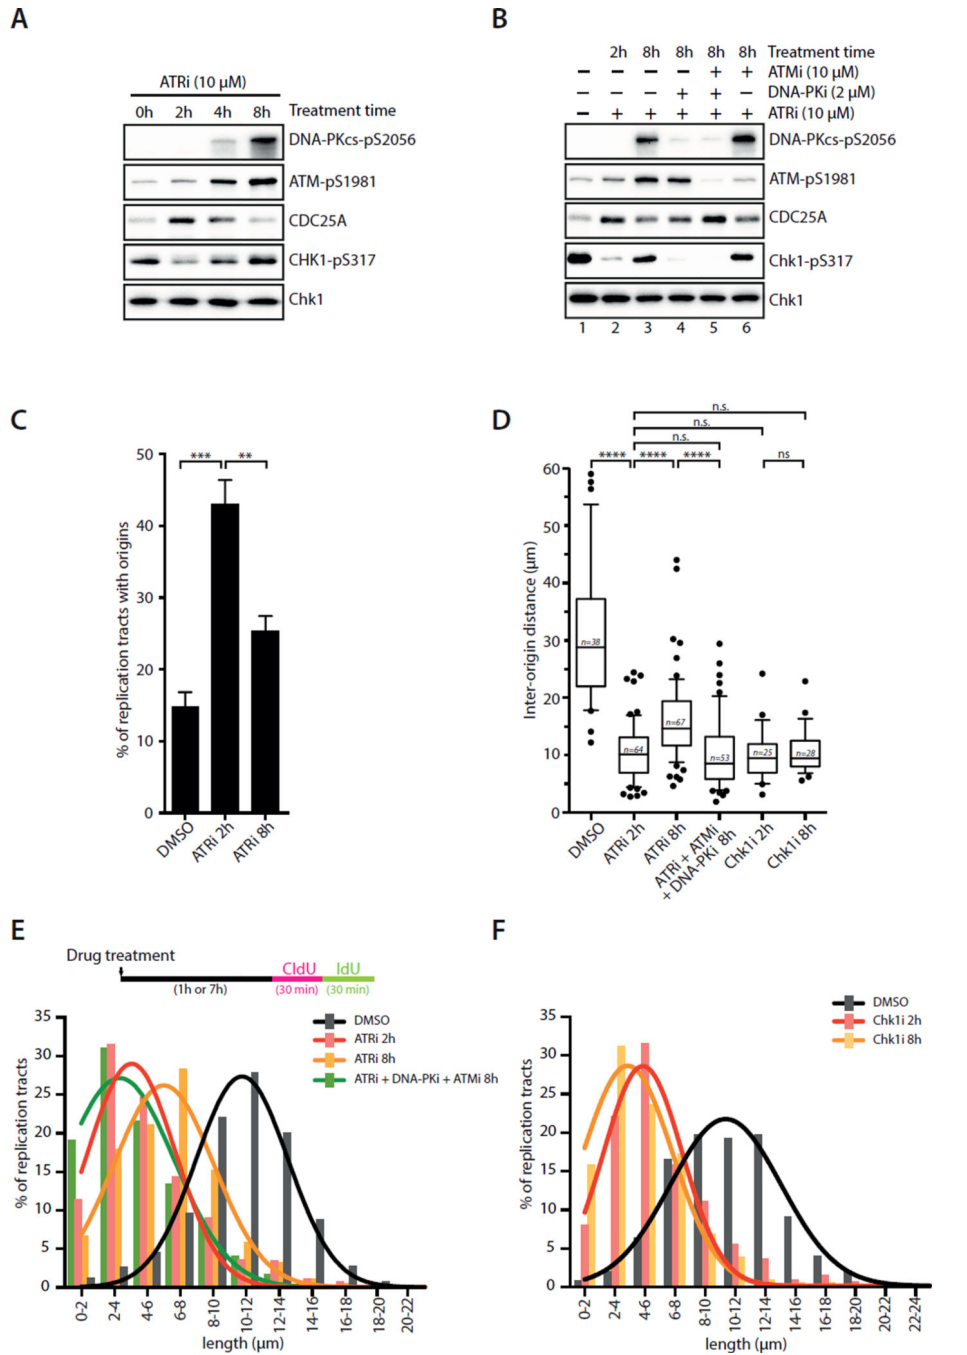 A
ATRi (10 µM)
0h 2h 4h 8h Treatment time
DNA-PKcs-pS2056
ATM-pS1981
CDC25A
CHK1-pS317
Chk1
B
2h 8h 8h 8h 8h Treatment time
– – – – + + ATMi (10 µM)
– – – + + – DNA-PKi (2 µM)
– + + + + + ATRi (10 µM)
DNA-PKcs-pS2056
ATM-pS1981
CDC25A
Chk1-pS317
Chk1
1 2 3 4 5 6
C
% of replication tracts with origins
50
40
30
20
10
0
*** **
DMSO
ATRi 2h
ATRi 8h
D
n.s.
n.s.
n.s.
**** **** **** ns
Inter-origin distance (µm)
60
50
40
30
20
10
0
n=38
n=64
n=67
n=53
n=25
n=28
DMSO
ATRi 2h
ATRi 8h
ATRi + ATMi
+ DNA-PKi 8h
Chk1i 2h
Chk1i 8h
E
Drug treatment
CldU IdU
(1h or 7h) (30 min) (30 min)
DMSO
ATRi 2h
ATRi 8h
ATRi + DNA-PKi + ATMi 8h
% of replication tracts
35
30
25
20
15
10
5
0
0-2
2-4
4-6
6-8
8-10
10-12
12-14
14-16
16-18
18-20
20-22
length (µm)
F
DMSO
Chk1i 2h
Chk1i 8h
% of replication tracts
35
30
25
20
15
10
5
0
0-2
2-4
4-6
6-8
8-10
10-12
12-14
14-16
16-18
18-20
20-22
22-24
length (µm)